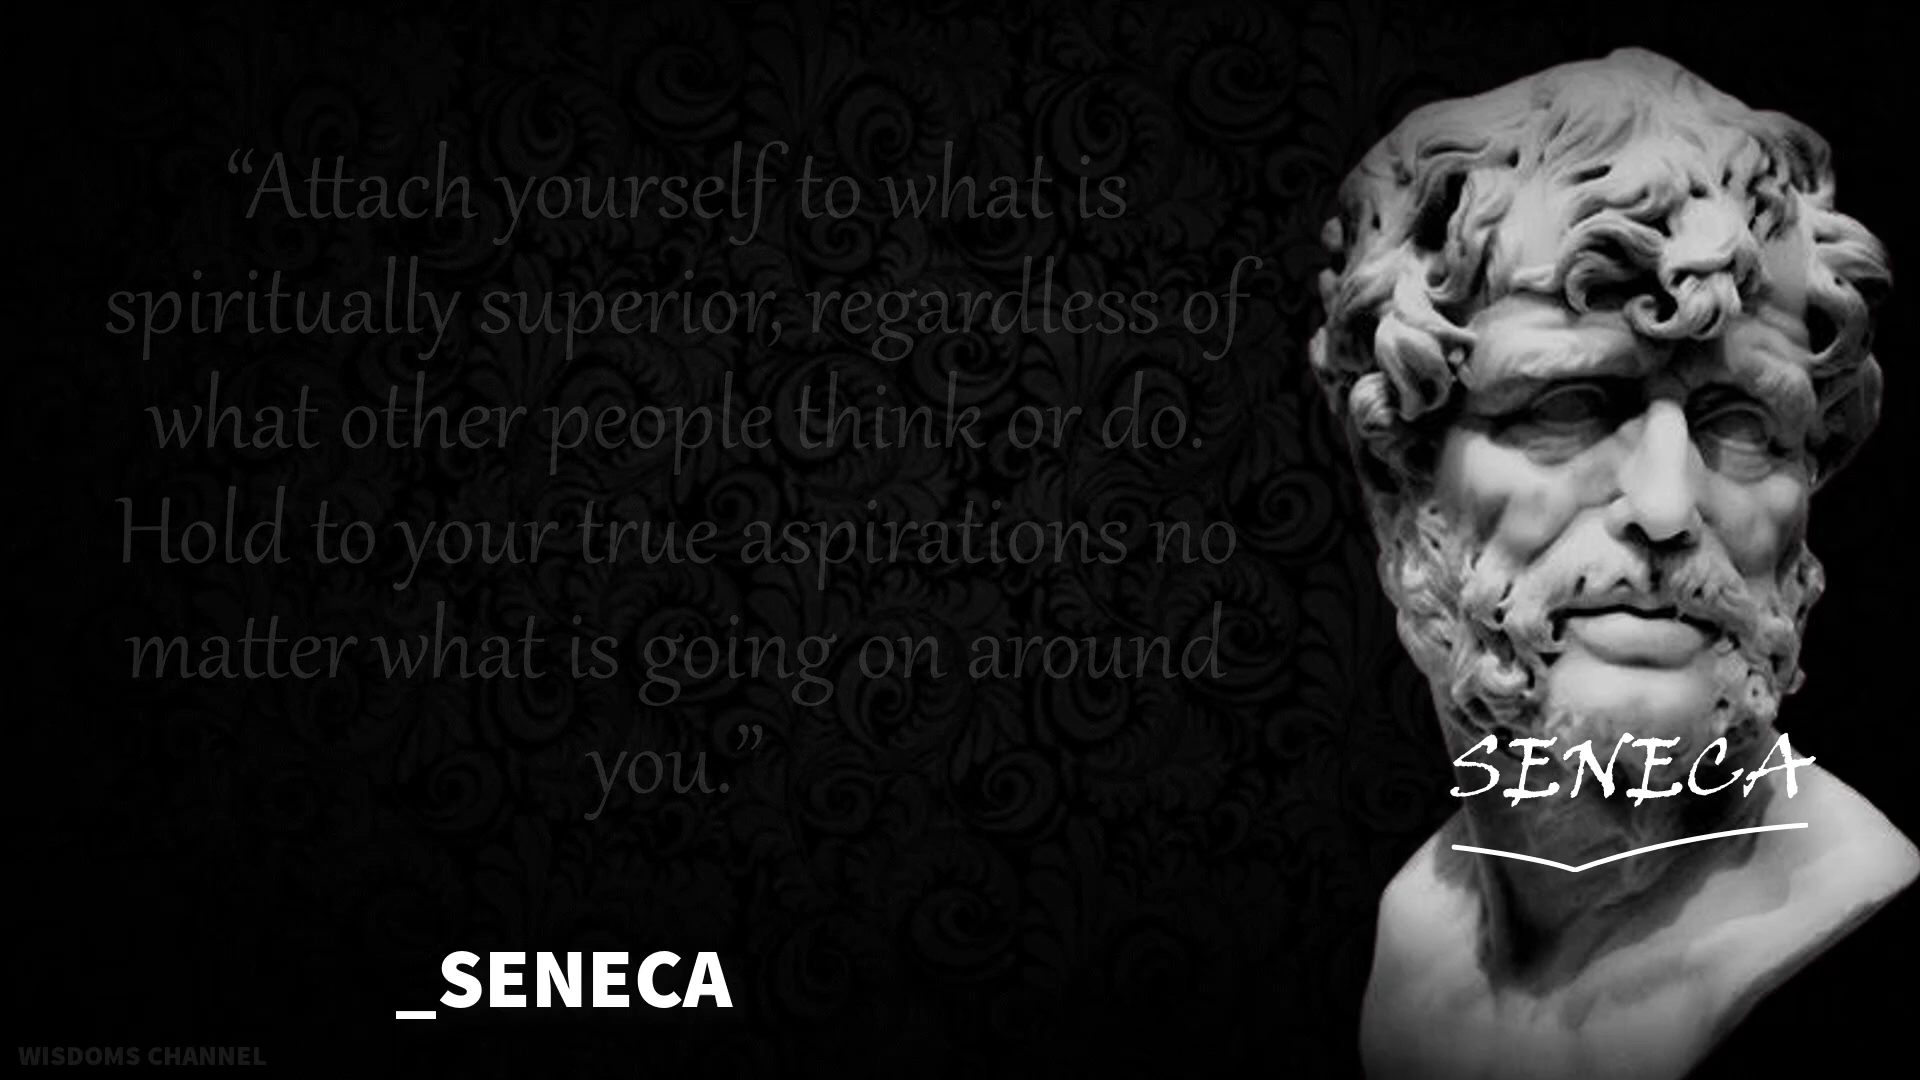 “Attach yourself to what is
spiritually superior, regardless of
what other people think or do.
Hold to your true aspirations no
matter what is going on around
you.”
SENECA
_SENECA
WISDOMS CHANNEL